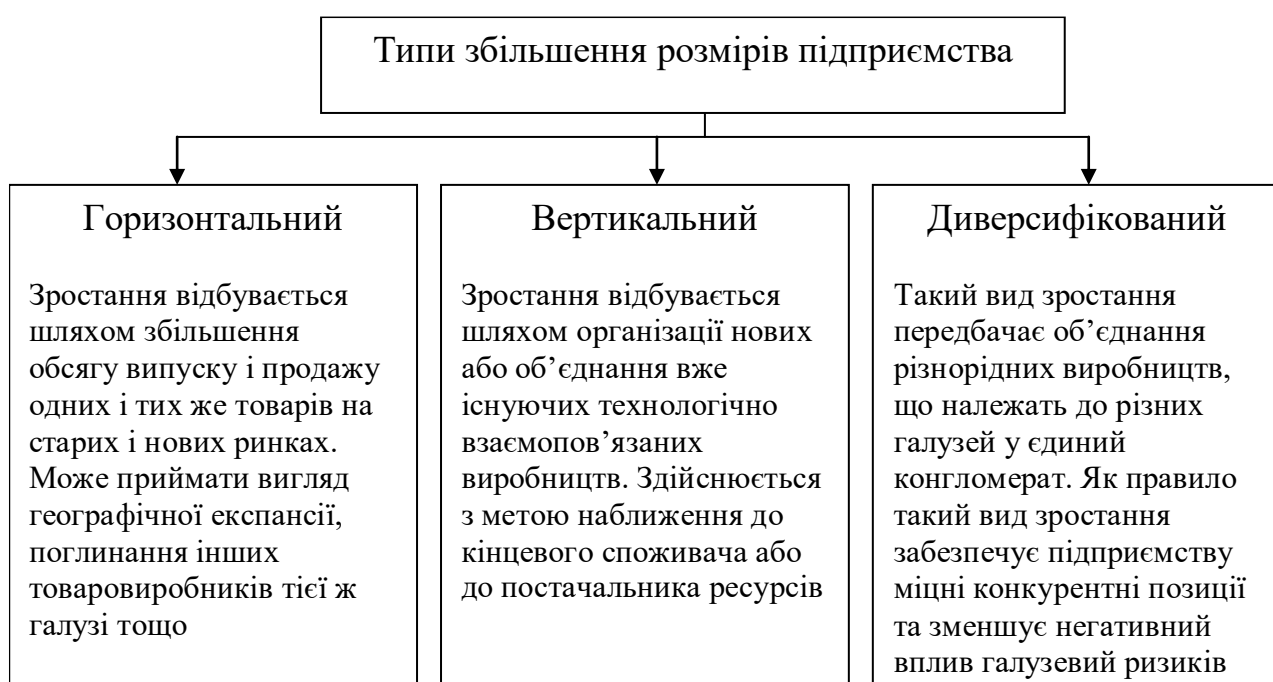 Типи збільшення розмірів підприємства
Горизонтальний
Зростання відбувається
шляхом збільшення
обсягу випуску і продажу
одних і тих же товарів на
старих і нових ринках.
Може приймати вигляд
географічної експансії,
поглинання інших
товаровиробників тієї ж
галузі тощо
Вертикальний
Зростання відбувається
шляхом організації нових
або об’єднання вже
існуючих технологічно
взаємопов’язаних
виробництв. Здійснюється
з метою наближення до
кінцевого споживача або
до постачальника ресурсів
Диверсифікований
Такий вид зростання
передбачає об’єднання
різнорідних виробництв,
що належать до різних
галузей у єдиний
конгломерат. Як правило
такий вид зростання
забезпечує підприємству
міцні конкурентні позиції
та зменшує негативний
вплив галузевий ризиків